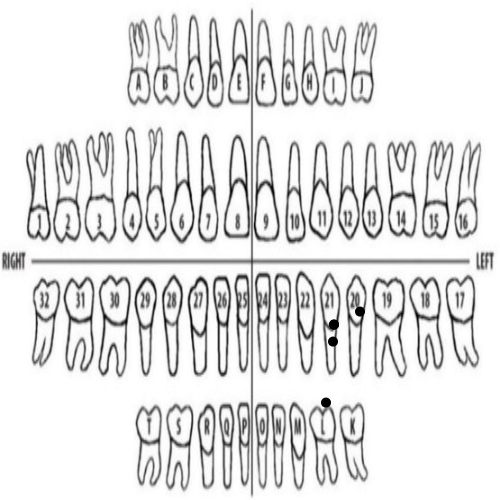 A B C D E F G H I J
1 2 3 4 5 6 7 8 9 10 11 12 13 14 15 16
RIGHT LEFT
32 31 30 29 28 27 26 25 24 23 22 21 20 19 18 17
T S R Q P O N M L K